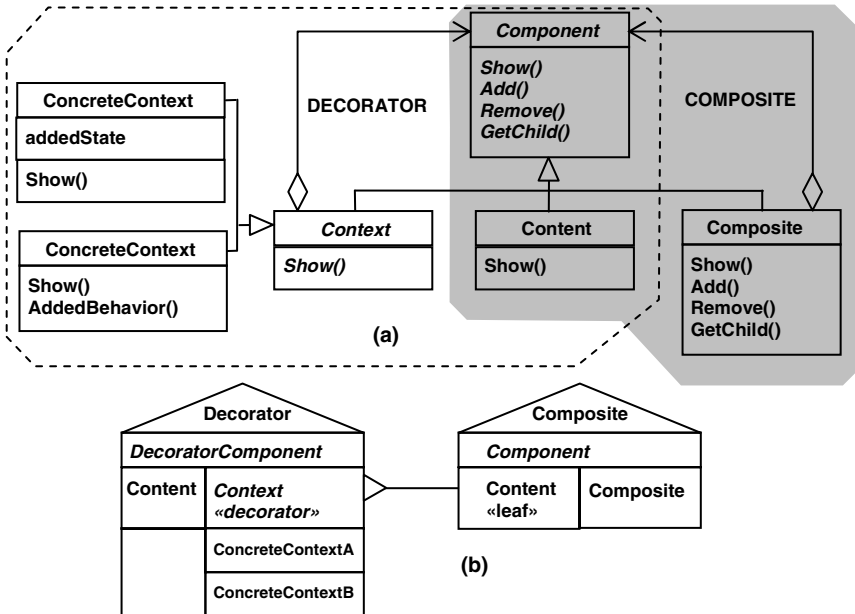 Component
Show()
Add()
Remove()
GetChild()
DECORATOR
COMPOSITE
ConcreteContext
addedState
Show()
ConcreteContext
Show()
AddedBehavior()
Context
Show()
Content
Show()
Composite
Show()
Add()
Remove()
GetChild()
(a)
Decorator
DecoratorComponent
Content
Context
«decorator»
ConcreteContextA
ConcreteContextB
Composite
Component
Content
«leaf»
Composite
(b)